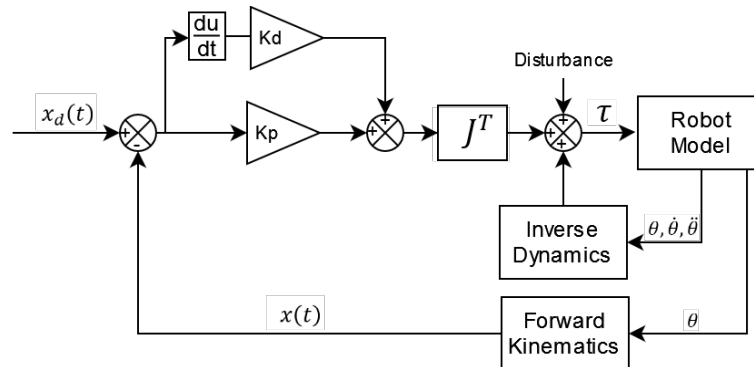 du
dt
Kd
Disturbance
x_d(t)
+
-
Kp
+
+
J^T
+
+
+
τ
Robot
Model
Inverse
Dynamics
θ, θ̇, θ̈
x(t)
Forward
Kinematics
θ